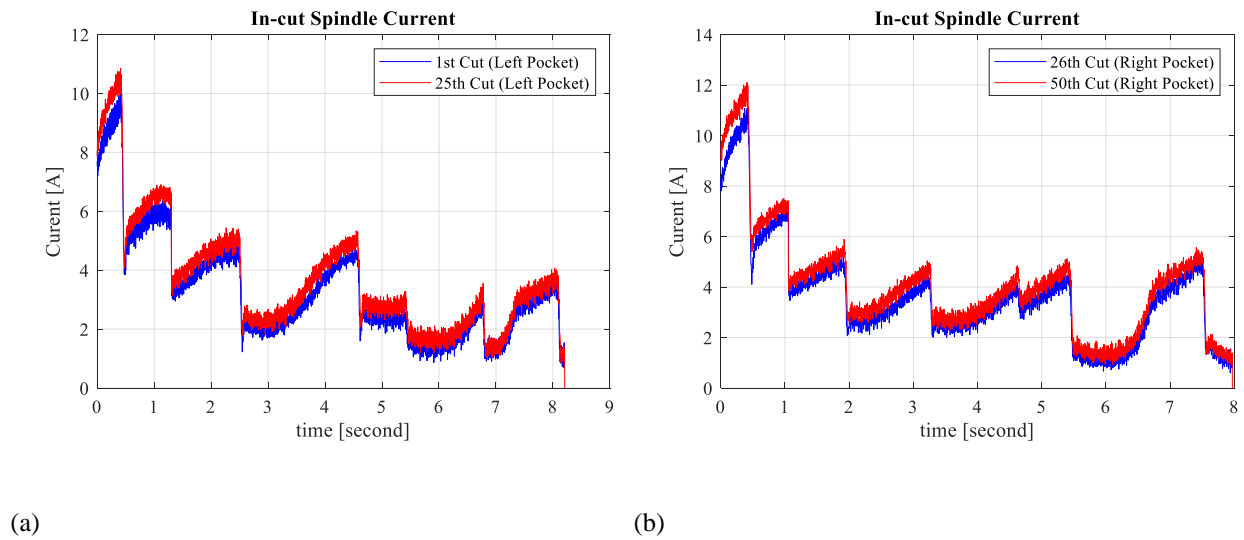 In-cut Spindle Current
12
10
8
6
4
2
0
Curent [A]
0 1 2 3 4 5 6 7 8 9
time [second]
1st Cut (Left Pocket)
25th Cut (Left Pocket)
(a)
In-cut Spindle Current
14
12
10
8
6
4
2
0
Current [A]
0 1 2 3 4 5 6 7 8
time [second]
26th Cut (Right Pocket)
50th Cut (Right Pocket)
(b)